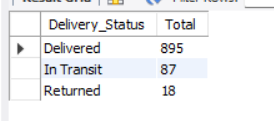 Delivery_Status Total
Delivered 895
In Transit 87
Returned 18